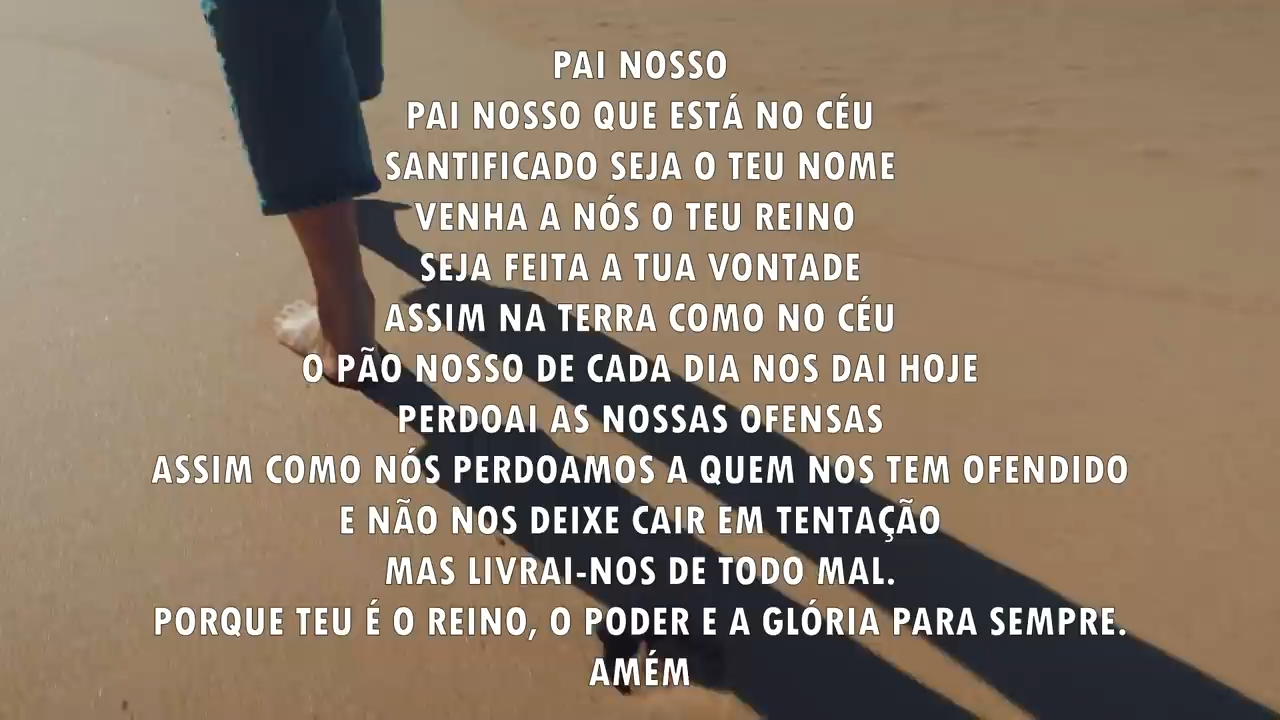 PAI NOSSO
PAI NOSSO QUE ESTÁ NO CÉU
SANTIFICADO SEJA O TEU NOME
VENHA A NÓS O TEU REINO
SEJA FEITA A TUA VONTADE
ASSIM NA TERRA COMO NO CÉU
O PÃO NOSSO DE CADA DIA NOS DAI HOJE
PERDOAI AS NOSSAS OFENSAS
ASSIM COMO NÓS PERDOAMOS A QUEM NOS TEM OFENDIDO
E NÃO NOS DEIXE CAIR EM TENTAÇÃO
MAS LIVRAI-NOS DE TODO MAL.
PORQUE TEU É O REINO, O PODER E A GLÓRIA PARA SEMPRE.
AMÉM